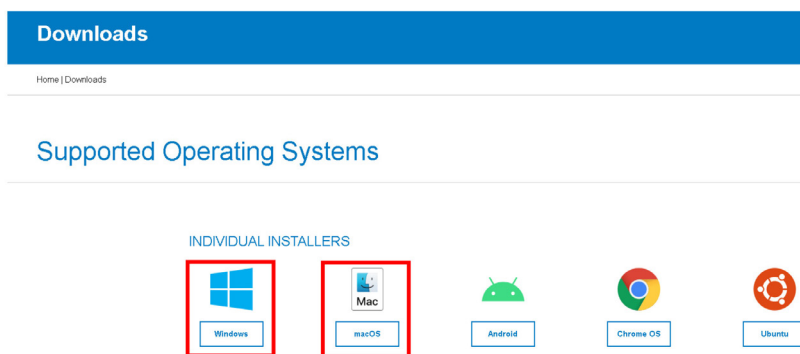 Downloads
Home | Downloads
Supported Operating Systems
INDIVIDUAL INSTALLERS
Mac
Windows
macOS
Android
Chrome OS
Ubuntu